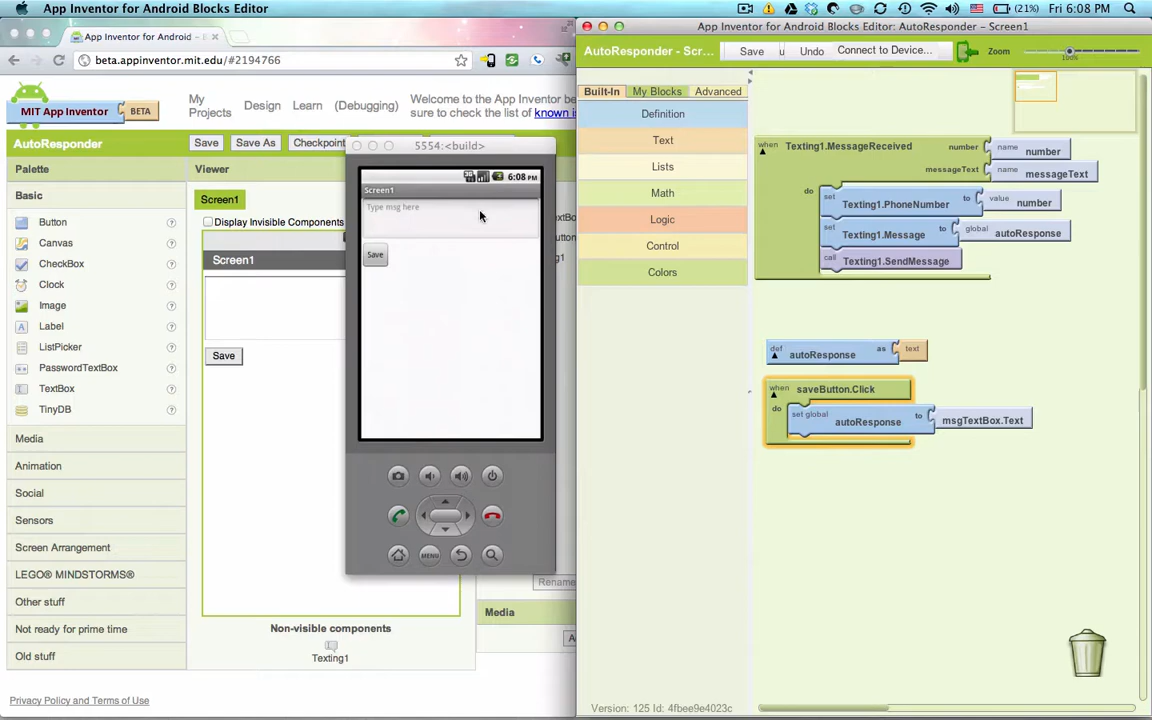 App Inventor for Android Blocks Editor
(21%) Fri 6:08 PM
App Inventor for Android -
beta.appinventor.mit.edu/#2194766
MIT App Inventor BETA
My Projects Design Learn (Debugging)
Welcome to the App Inventor be
sure to check the list of known is
AutoResponder
Save Save As Checkpoint
Palette
Viewer
Basic
Button
Canvas
CheckBox
Clock
Image
Label
ListPicker
PasswordTextBox
TextBox
TinyDB
Media
Animation
Social
Sensors
Screen Arrangement
LEGO® MINDSTORMS®
Other stuff
Not ready for prime time
Old stuff
Privacy Policy and Terms of Use
Screen1
Display Invisible Components
Screen1
Save
Non-visible components
Texting1
Rename
Media
5554:<build>
6:08 PM
Screen1
Type msg here
Save
MENU
App Inventor for Android Blocks Editor: AutoResponder - Screen1
AutoResponder - Scr... Save Undo Connect to Device... Zoom
100%
Built-In My Blocks Advanced
Definition
Text
Lists
Math
Logic
Control
Colors
when Texting1.MessageReceived number name number
messageText name messageText
do set Texting1.PhoneNumber to value number
set Texting1.Message to global autoResponse
call Texting1.SendMessage
def autoResponse as text
when saveButton.Click
do set global autoResponse to msgTextBox.Text
Version: 125 Id: 4fbee9e4023c